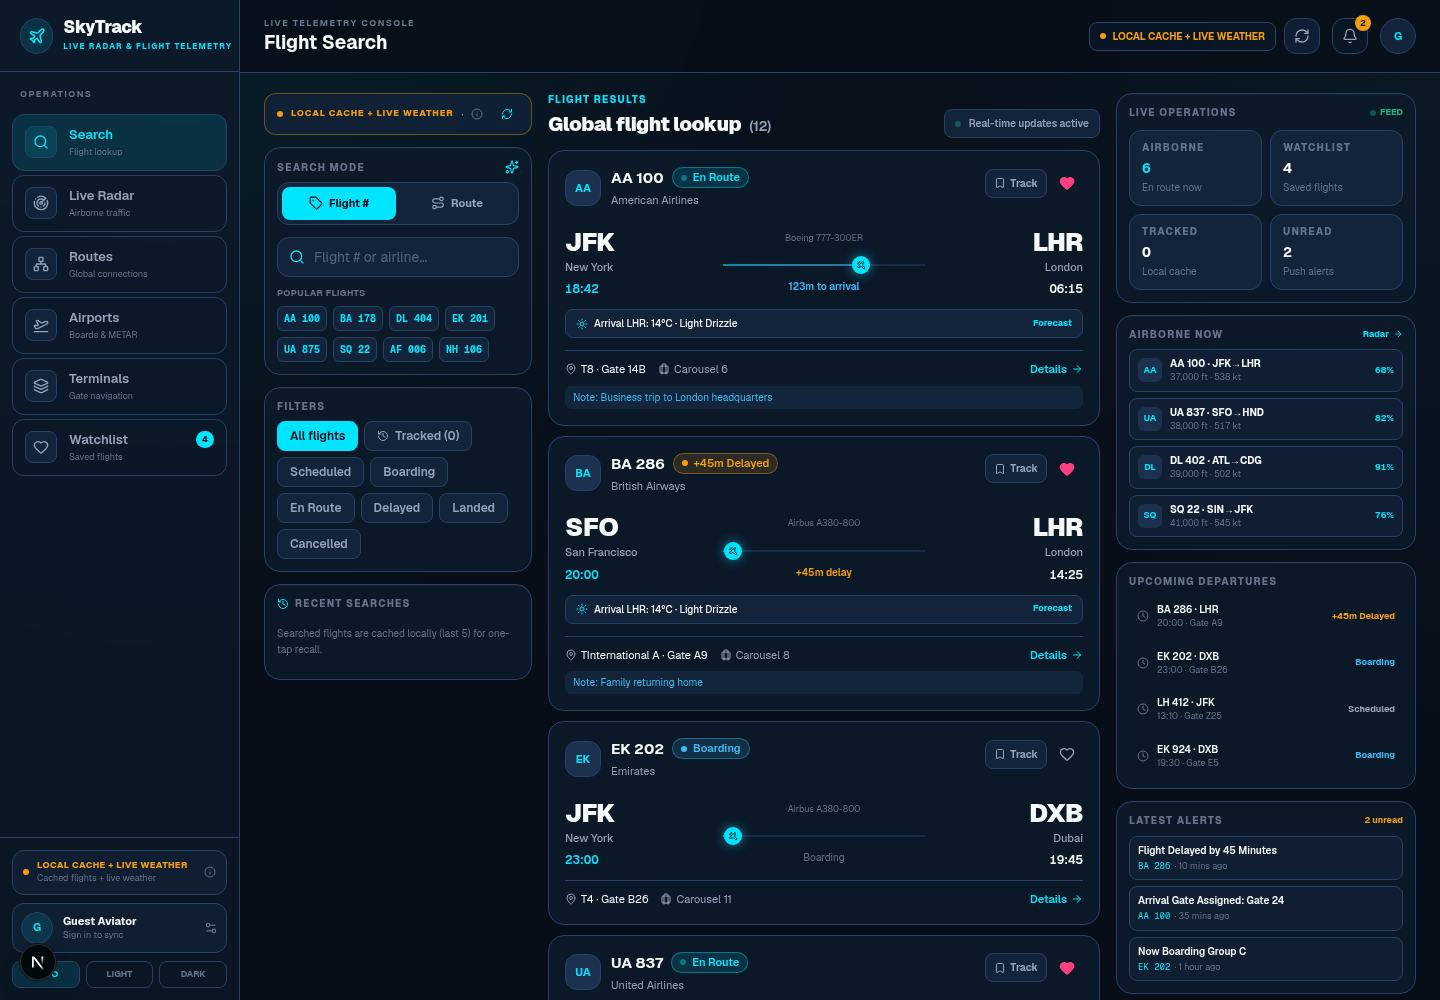 SkyTrack
LIVE RADAR & FLIGHT TELEMETRY
OPERATIONS
Search
Flight lookup
Live Radar
Airborne traffic
Routes
Global connections
Airports
Boards & METAR
Terminals
Gate navigation
Watchlist
Saved flights
4
LOCAL CACHE + LIVE WEATHER
Cached flights + live weather
G
Guest Aviator
Sign in to sync
N
LIGHT
DARK
LIVE TELEMETRY CONSOLE
Flight Search
LOCAL CACHE + LIVE WEATHER
2
G
LOCAL CACHE + LIVE WEATHER ·
SEARCH MODE
Flight #
Route
Flight # or airline...
POPULAR FLIGHTS
AA 100
BA 178
DL 404
EK 201
UA 875
SQ 22
AF 006
NH 106
FILTERS
All flights
Tracked (0)
Scheduled
Boarding
En Route
Delayed
Landed
Cancelled
RECENT SEARCHES
Searched flights are cached locally (last 5) for one-
tap recall.
FLIGHT RESULTS
Global flight lookup (12)
Real-time updates active
AA
AA 100
En Route
American Airlines
Track
JFK
New York
18:42
Boeing 777-300ER
123m to arrival
LHR
London
06:15
Arrival LHR: 14°C · Light Drizzle
Forecast
T8 · Gate 14B
Carousel 6
Details →
Note: Business trip to London headquarters
BA
BA 286
+45m Delayed
British Airways
Track
SFO
San Francisco
20:00
Airbus A380-800
+45m delay
LHR
London
14:25
Arrival LHR: 14°C · Light Drizzle
Forecast
TInternational A · Gate A9
Carousel 8
Details →
Note: Family returning home
EK
EK 202
Boarding
Emirates
Track
JFK
New York
23:00
Airbus A380-800
Boarding
DXB
Dubai
19:45
T4 · Gate B26
Carousel 11
Details →
UA
UA 837
En Route
United Airlines
Track
LIVE OPERATIONS
FEED
AIRBORNE
6
En route now
WATCHLIST
4
Saved flights
TRACKED
0
Local cache
UNREAD
2
Push alerts
AIRBORNE NOW
Radar →
AA
AA 100 · JFK→LHR
37,000 ft · 538 kt
68%
UA
UA 837 · SFO→HND
38,000 ft · 517 kt
82%
DL
DL 402 · ATL→CDG
39,000 ft · 502 kt
91%
SQ
SQ 22 · SIN→JFK
41,000 ft · 545 kt
76%
UPCOMING DEPARTURES
BA 286 · LHR
20:00 · Gate A9
+45m Delayed
EK 202 · DXB
23:00 · Gate B26
Boarding
LH 412 · JFK
13:10 · Gate Z25
Scheduled
EK 924 · DXB
19:30 · Gate E5
Boarding
LATEST ALERTS
2 unread
Flight Delayed by 45 Minutes
BA 286 · 10 mins ago
Arrival Gate Assigned: Gate 24
AA 100 · 35 mins ago
Now Boarding Group C
EK 202 · 1 hour ago